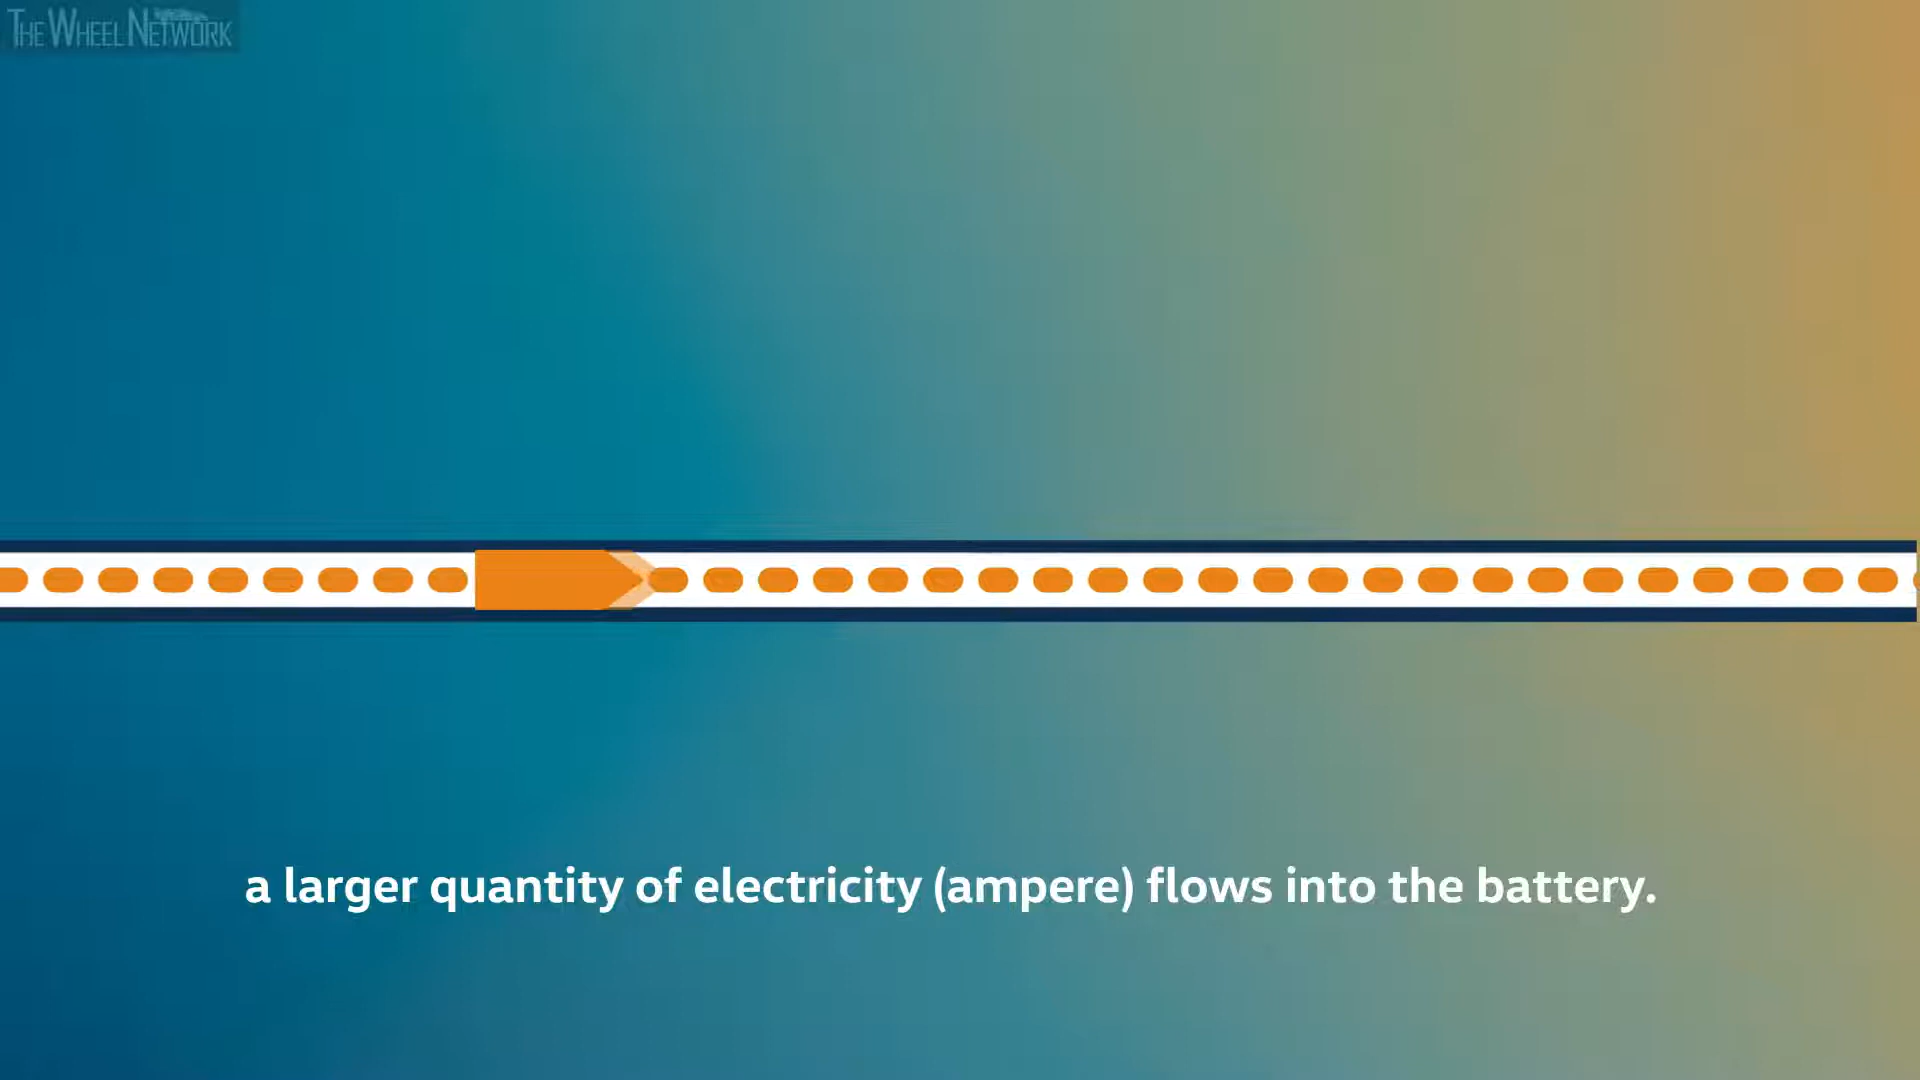 THE WHEEL NETWORK
a larger quantity of electricity (ampere) flows into the battery.